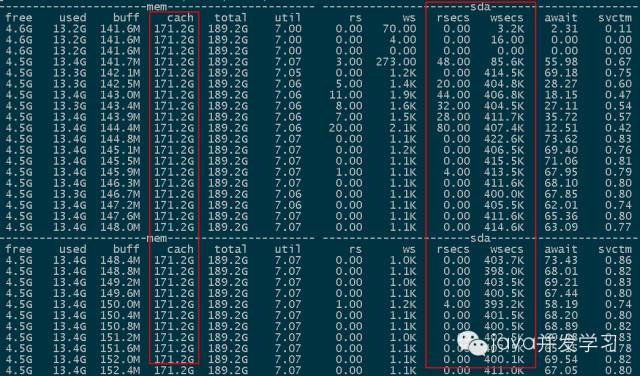 mem sda
free used buff cach total util rs ws rsecs wsecs await svctm
4.6G 13.2G 141.6M 171.2G 189.2G 7.00 0.00 70.00 0.00 3.2K 2.31 0.11
4.6G 13.2G 141.6M 171.2G 189.2G 7.00 0.00 4.00 0.00 16.00 0.00 0.00
4.6G 13.2G 141.6M 171.2G 189.2G 7.00 0.00 0.00 0.00 0.00 0.00 0.00
4.5G 13.4G 141.7M 171.2G 189.2G 7.07 3.00 273.00 48.00 85.6K 55.98 0.67
4.5G 13.3G 142.1M 171.2G 189.2G 7.05 0.00 1.2K 0.00 414.5K 69.18 0.75
4.5G 13.3G 142.5M 171.2G 189.2G 7.06 5.00 1.4K 20.00 404.8K 28.27 0.60
4.5G 13.4G 143.0M 171.2G 189.2G 7.06 11.00 1.9K 44.00 406.8K 18.15 0.47
4.5G 13.3G 143.4M 171.2G 189.2G 7.06 8.00 1.6K 32.00 404.5K 27.11 0.54
4.5G 13.4G 143.9M 171.2G 189.2G 7.06 7.00 1.5K 28.00 411.7K 35.72 0.57
4.5G 13.4G 144.4M 171.2G 189.2G 7.06 20.00 2.1K 80.00 407.4K 12.51 0.42
4.5G 13.4G 144.8M 171.2G 189.2G 7.07 0.00 1.1K 0.00 422.6K 73.62 0.83
4.5G 13.4G 145.1M 171.2G 189.2G 7.07 0.00 1.2K 0.00 406.5K 69.40 0.76
4.5G 13.4G 145.5M 171.2G 189.2G 7.07 0.00 1.1K 0.00 415.5K 71.06 0.81
4.5G 13.4G 145.9M 171.2G 189.2G 7.07 1.00 1.1K 4.00 413.5K 67.95 0.79
4.5G 13.4G 146.3M 171.2G 189.2G 7.07 0.00 1.1K 0.00 411.6K 68.10 0.80
4.5G 13.4G 146.7M 171.2G 189.2G 7.06 0.00 1.1K 0.00 400.0K 67.85 0.80
4.5G 13.4G 147.2M 171.2G 189.2G 7.06 0.00 1.1K 0.00 405.5K 62.01 0.74
4.5G 13.4G 147.6M 171.2G 189.2G 7.07 0.00 1.1K 0.00 411.6K 65.36 0.80
4.5G 13.4G 148.0M 171.2G 189.2G 7.07 0.00 1.1K 0.00 414.6K 63.09 0.77
mem sda
free used buff cach total util rs ws rsecs wsecs await svctm
4.5G 13.4G 148.4M 171.2G 189.2G 7.07 0.00 1.0K 0.00 403.7K 73.43 0.86
4.5G 13.4G 148.8M 171.2G 189.2G 7.07 0.00 1.1K 0.00 398.0K 68.01 0.82
4.5G 13.4G 149.2M 171.2G 189.2G 7.07 0.00 1.0K 0.00 403.5K 69.21 0.83
4.5G 13.4G 149.6M 171.2G 189.2G 7.07 0.00 1.1K 0.00 400.5K 67.44 0.80
4.5G 13.4G 150.0M 171.2G 189.2G 7.07 1.00 1.2K 4.00 393.2K 58.19 0.74
4.5G 13.4G 150.4M 171.2G 189.2G 7.07 0.00 1.1K 0.00 401.5K 68.20 0.80
4.5G 13.4G 150.8M 171.2G 189.2G 7.07 0.00 1.1K 0.00 400.5K 68.89 0.82
4.5G 13.4G 151.2M 171.2G 189.2G 7.07 0.00 1.0K 0.83
4.5G 13.4G 151.6M 171.2G 189.2G 7.07 0.00 1.1K 0.78
4.5G 13.4G 152.0M 171.2G 189.2G 7.07 0.00 1.1K 0.00 400.1K 69.54 0.82
4.5G 13.4G 152.4M 171.2G 189.2G 7.07 0.00 1.1K 0.00 411.0K 67.05 0.80
java并发学习